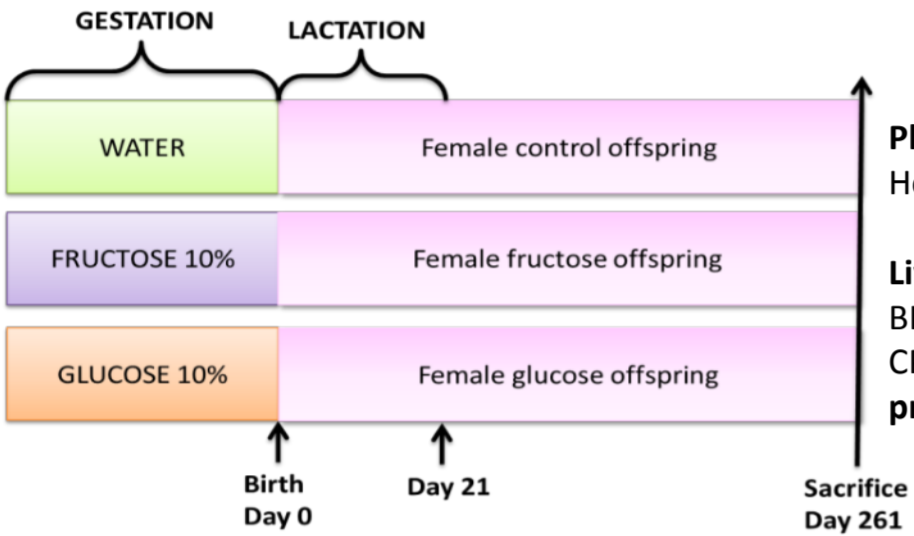 GESTATION
LACTATION
WATER
Female control offspring
FRUCTOSE 10%
Female fructose offspring
GLUCOSE 10%
Female glucose offspring
Birth
Day 0
Day 21
Sacrifice
Day 261